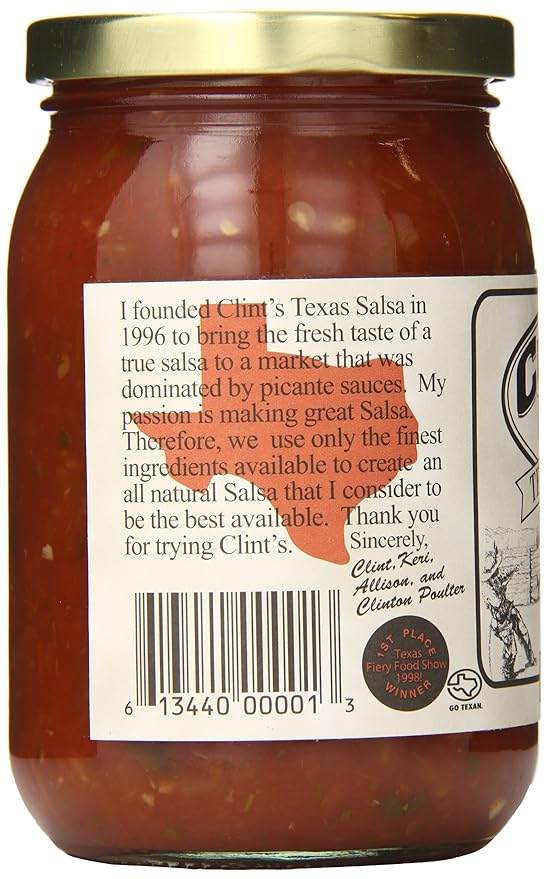 I founded Clint's Texas Salsa in
1996 to bring the fresh taste of a
true salsa to a market that was
dominated by picante sauces. My
passion is making great Salsa.
Therefore, we use only the finest
ingredients available to create an
all natural Salsa that I consider to
be the best available. Thank you
for trying Clint's. Sincerely,
Clint, Keri,
Allison, and
Clinton Poulter
6 13440 00001 3
1ST PLACE
Texas
Fiery Food Show
1998!
WINNER
GO TEXAN.